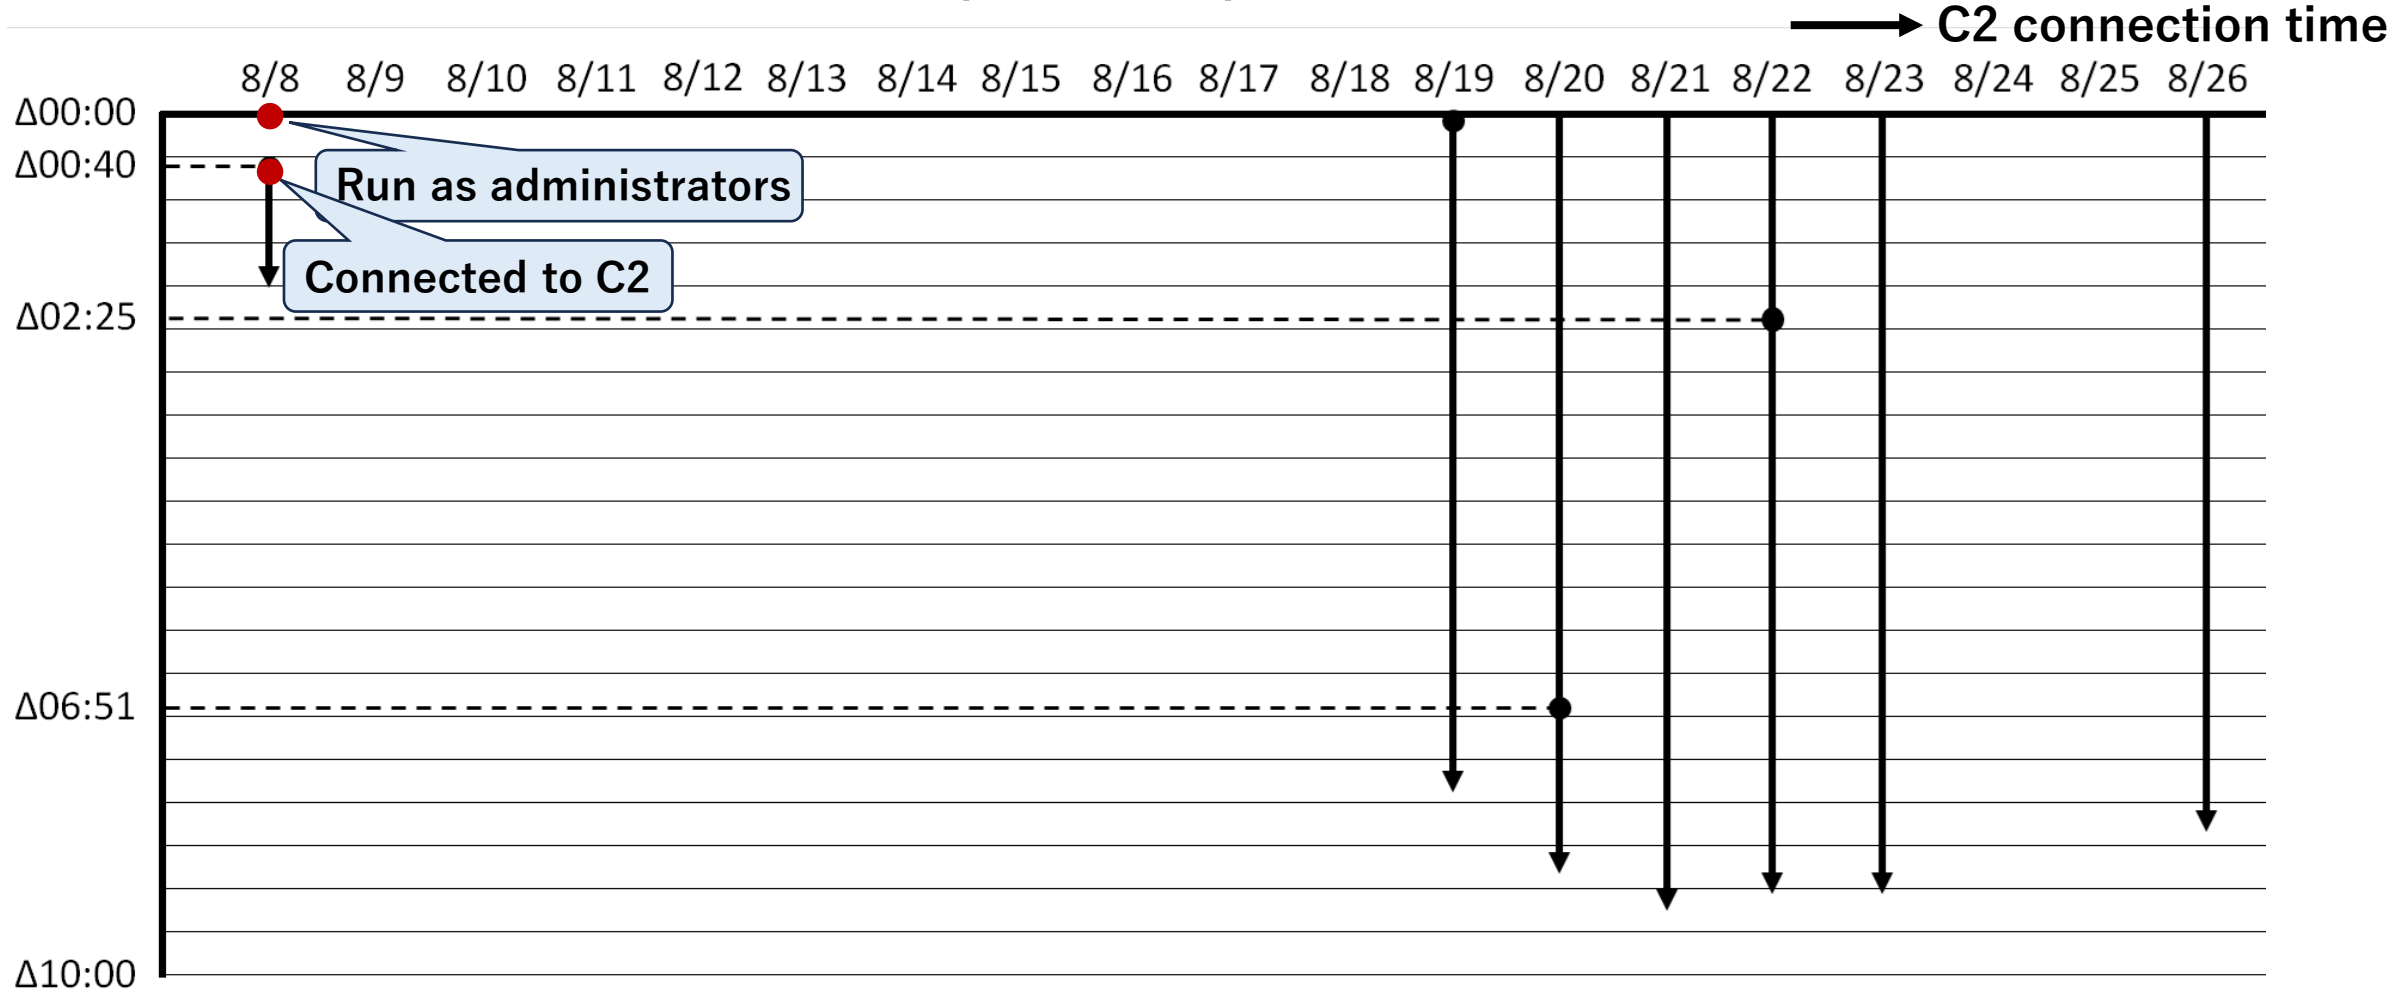 C2 connection time
8/8 8/9 8/10 8/11 8/12 8/13 8/14 8/15 8/16 8/17 8/18 8/19 8/20 8/21 8/22 8/23 8/24 8/25 8/26
Δ00:00
Δ00:40
Run as administrators
Connected to C2
Δ02:25
Δ06:51
Δ10:00